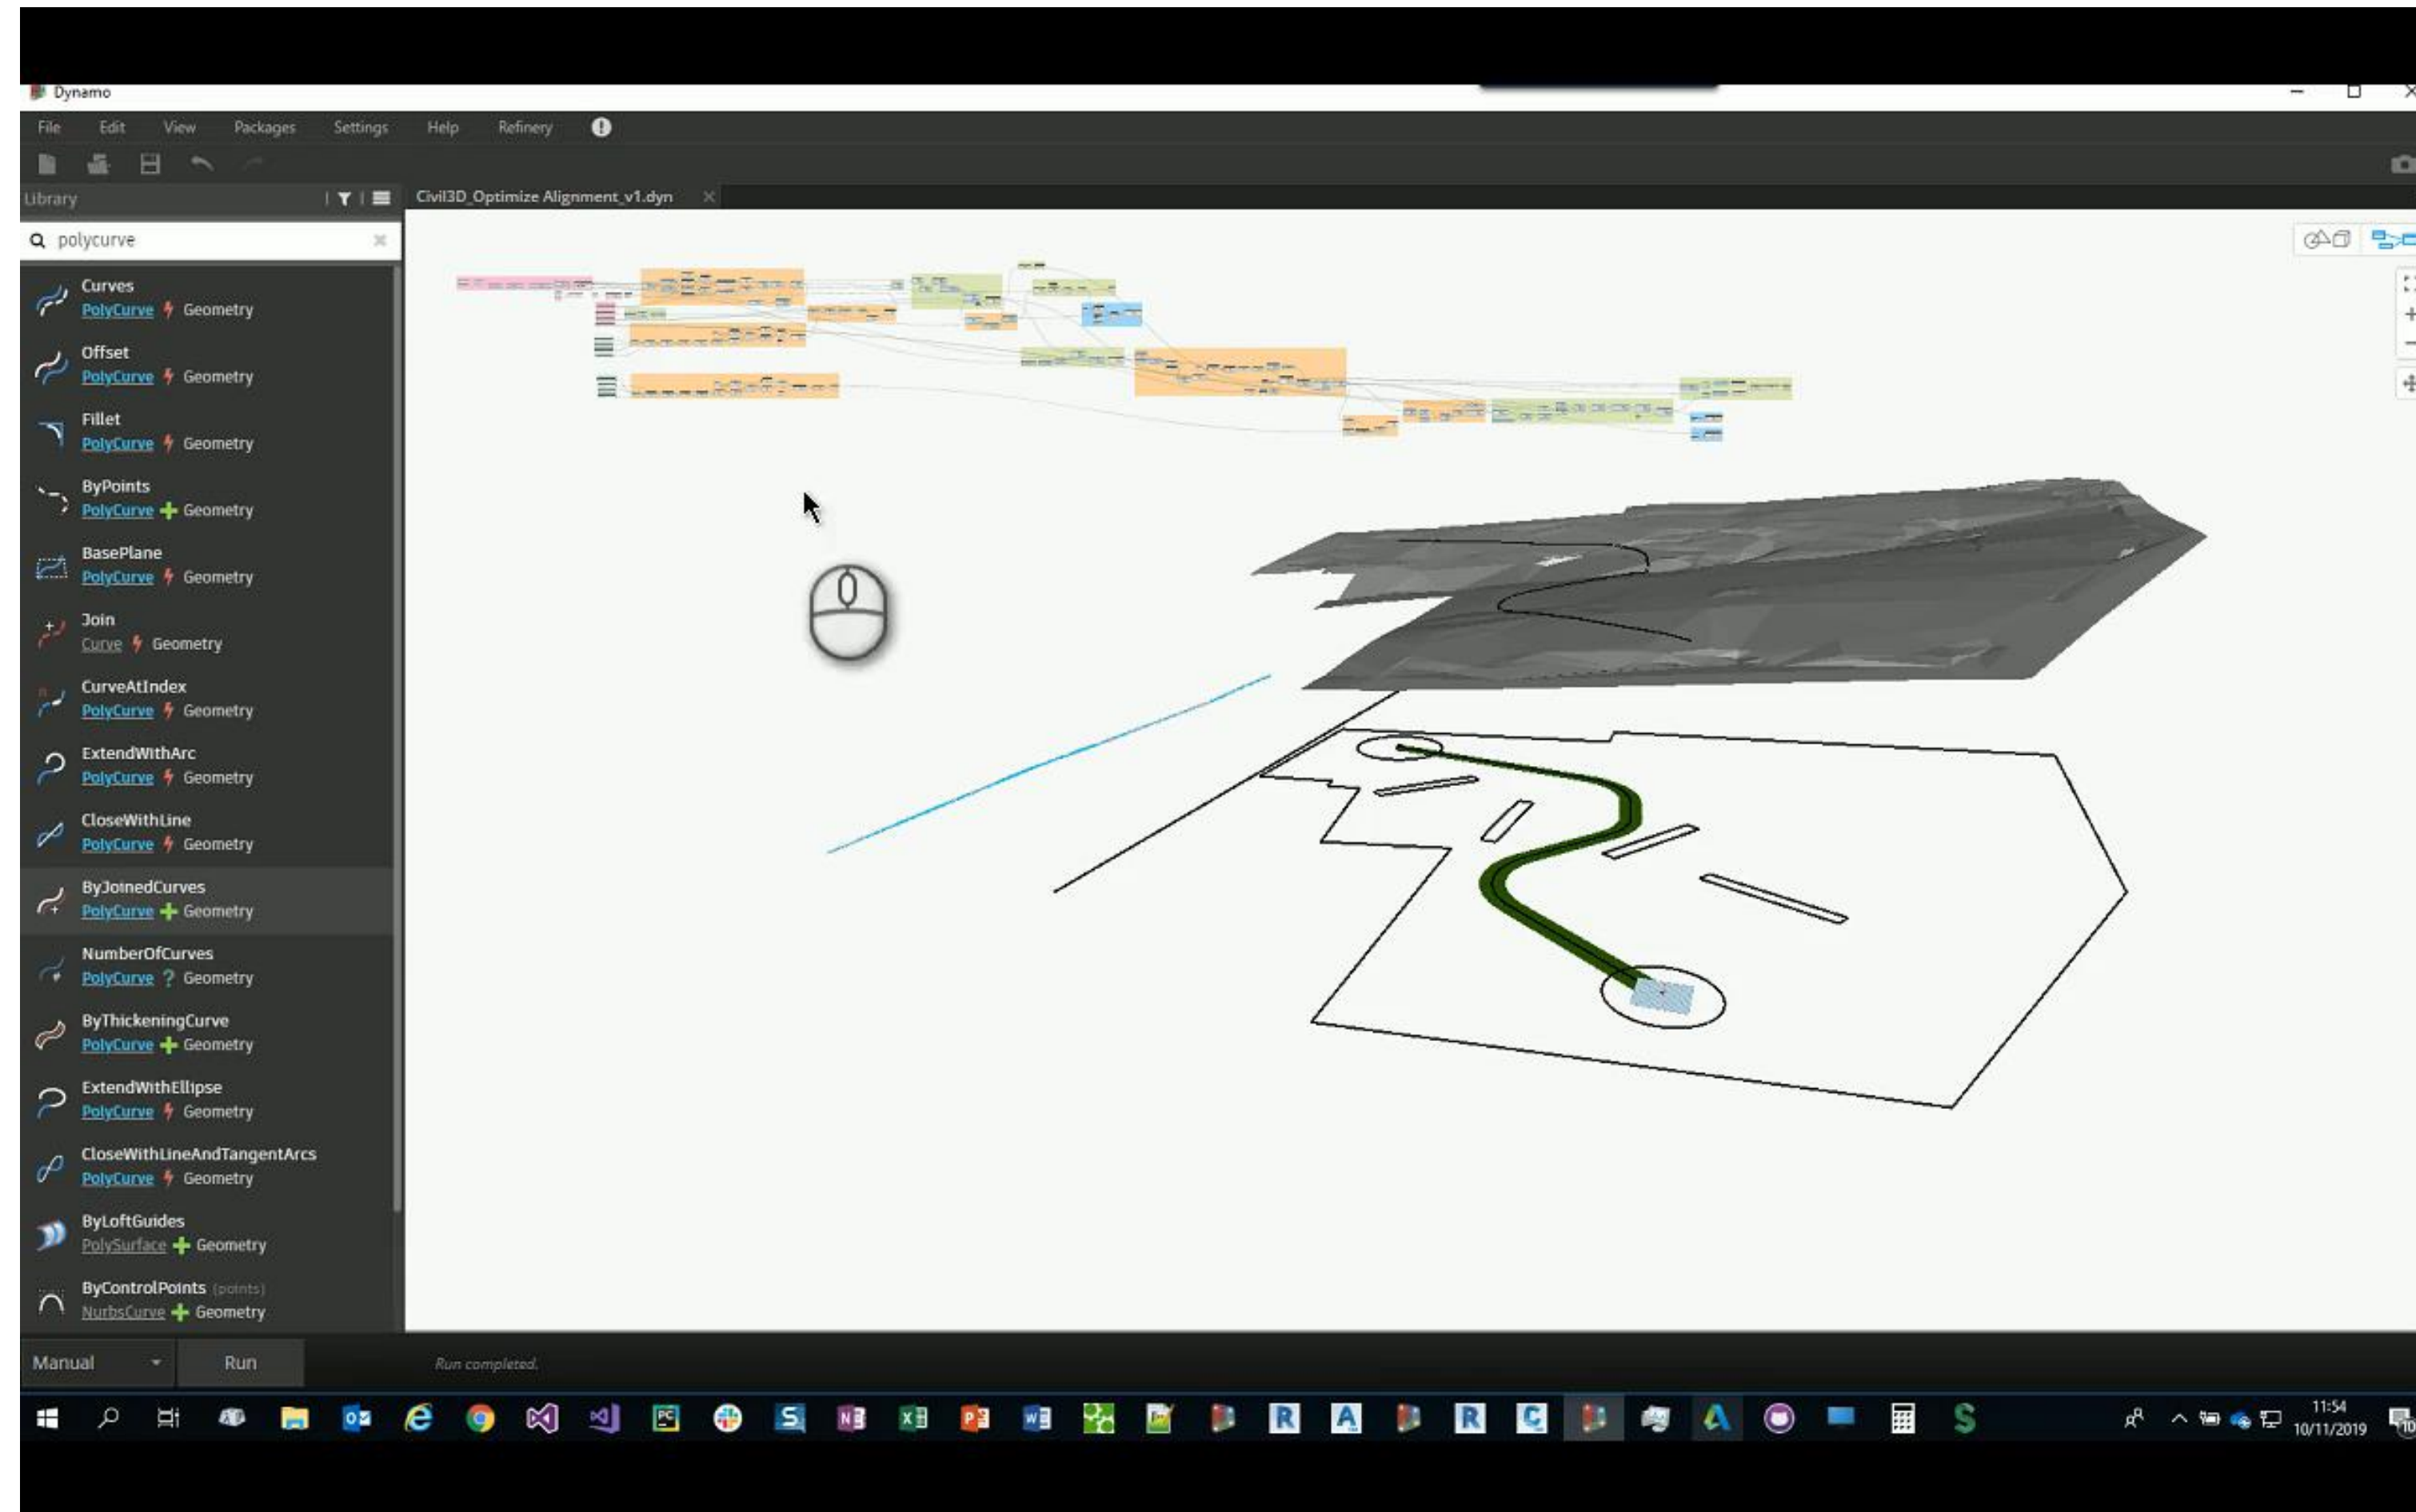 Dynamo
File Edit View Packages Settings Help Refinery
Library
Civil3D_Optimize Alignment_v1.dyn
polycurve
Curves
PolyCurve Geometry
Offset
PolyCurve Geometry
Fillet
PolyCurve Geometry
ByPoints
PolyCurve Geometry
BasePlane
PolyCurve Geometry
Join
Curve Geometry
CurveAtIndex
PolyCurve Geometry
ExtendWithArc
PolyCurve Geometry
CloseWithLine
PolyCurve Geometry
ByJoinedCurves
PolyCurve Geometry
NumberOfCurves
PolyCurve ? Geometry
ByThickeningCurve
PolyCurve Geometry
ExtendWithEllipse
PolyCurve Geometry
CloseWithLineAndTangentArcs
PolyCurve Geometry
ByLoftGuides
PolySurface Geometry
ByControlPoints (points)
NurbsCurve Geometry
Manual Run Run completed.
11:54
10/11/2019